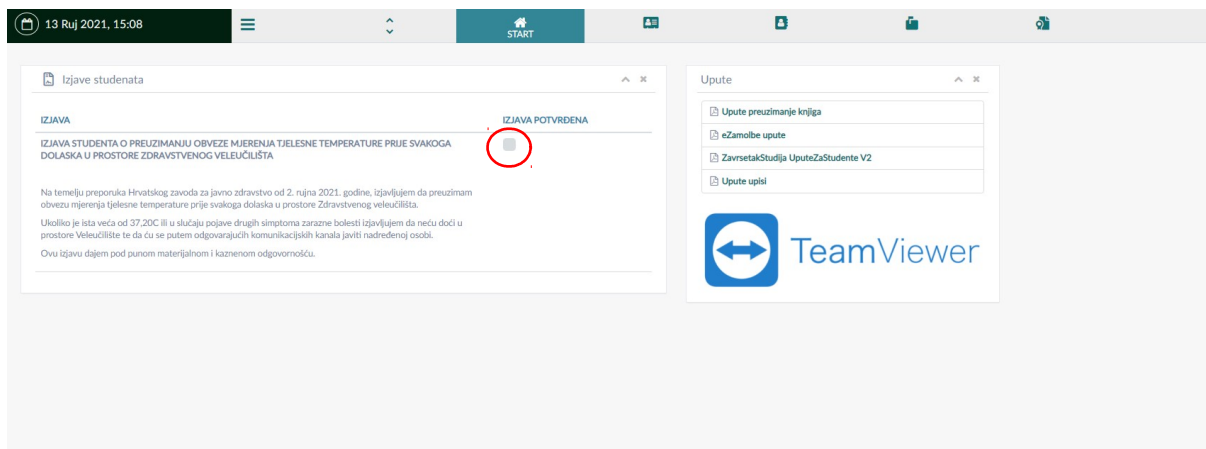 13 Ruj 2021, 15:08
START
Izjave studenata
IZJAVA
IZJAVA POTVRĐENA
IZJAVA STUDENTA O PREUZIMANJU OBVEZE MJERENJA TJELESNE TEMPERATURE PRIJE SVAKOGA
DOLASKA U PROSTORE ZDRAVSTVENOG VELEUČILIŠTA
Na temelju preporuka Hrvatskog zavoda za javno zdravstvo od 2. rujna 2021. godine, izjavljujem da preuzimam
obvezu mjerenja tjelesne temperature prije svakoga dolaska u prostore Zdravstvenog veleučilišta.
Ukoliko je ista veća od 37,20C ili u slučaju pojave drugih simptoma zarazne bolesti izjavljujem da neću doći u
prostore Veleučilište te da ću se putem odgovarajućih komunikacijskih kanala javiti nadređenoj osobi.
Ovu izjavu dajem pod punom materijalnom i kaznenom odgovornošću.
Upute
Upute preuzimanje knjiga
eZamolbe upute
ZavrsetakStudija UputeZaStudente V2
Upute upisi
TeamViewer